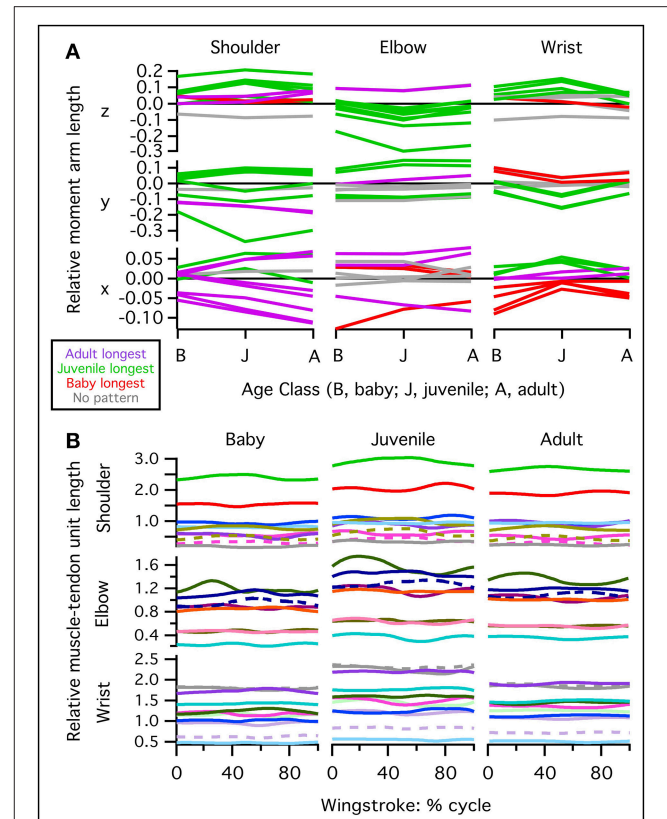 A
Shoulder Elbow Wrist
Relative moment arm length
z
0.2
0.1
0.0
-0.1
-0.2
-0.3
y
0.1
0.0
-0.1
-0.2
-0.3
x
0.05
0.00
-0.05
-0.10
B J A B J A B J A
Adult longest
Juvenile longest
Baby longest
No pattern
Age Class (B, baby; J, juvenile; A, adult)
B
Baby Juvenile Adult
Relative muscle-tendon unit length
Shoulder
3.0
2.0
1.0
Elbow
1.6
1.2
0.8
0.4
Wrist
2.5
2.0
1.5
1.0
0.5
0 40 80 0 40 80 0 40 80
Wingstroke: % cycle